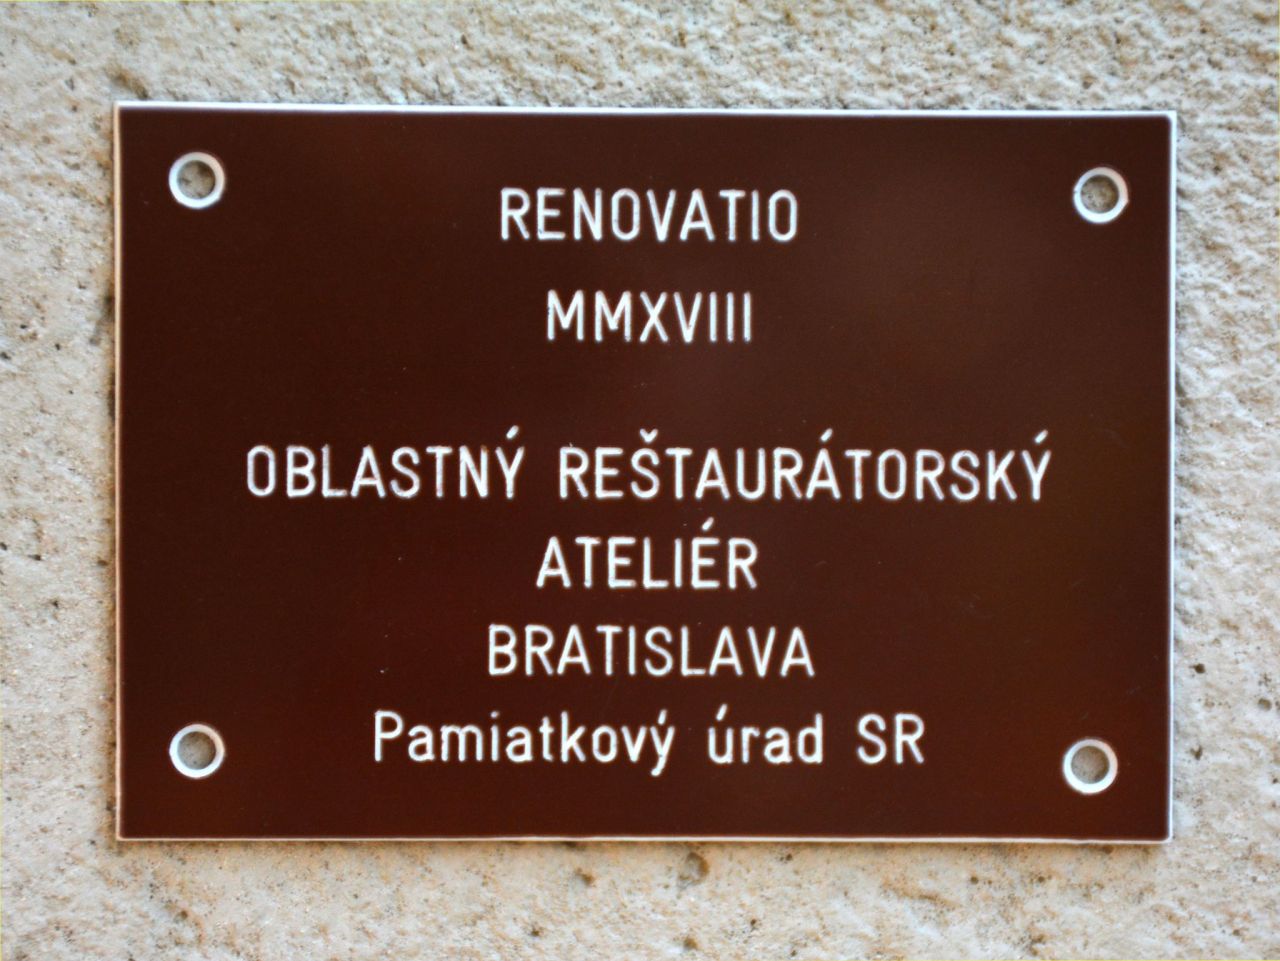 RENOVATIO
MMXVIII
OBLASTNÝ REŠTAURÁTORSKÝ
ATELIÉR
BRATISLAVA
Pamiatkový úrad SR